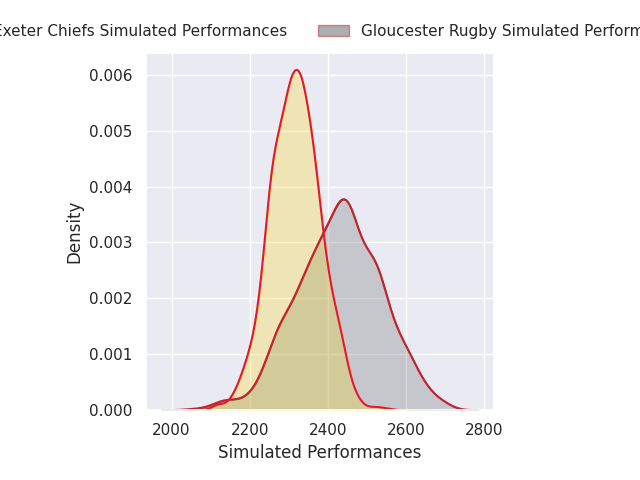 Exeter Chiefs Simulated Performances
Gloucester Rugby Simulated Perform
0.006
0.005
0.004
0.003
0.002
0.001
0.000
Density
2000 2200 2400 2600 2800
Simulated Performances